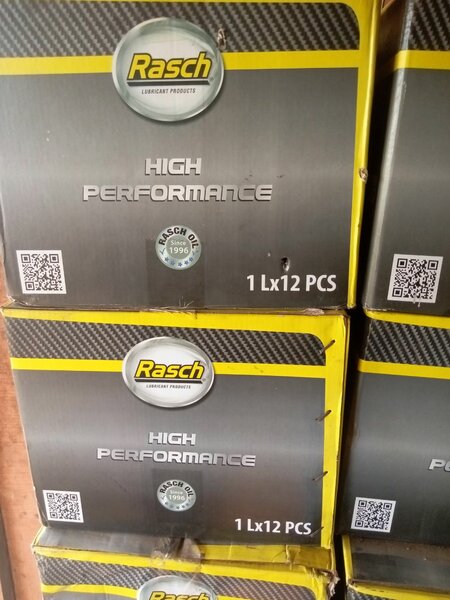 Rasch
LUBRICANT PRODUCTS
HIGH
PERFORMANCE
RASCH OIL
Since
1996
1 Lx12 PCS
Rasch
LUBRICANT PRODUCTS
HIGH
PERFORMANCE
RASCH OIL
Since
1996
1 Lx12 PCS
P
Rasch